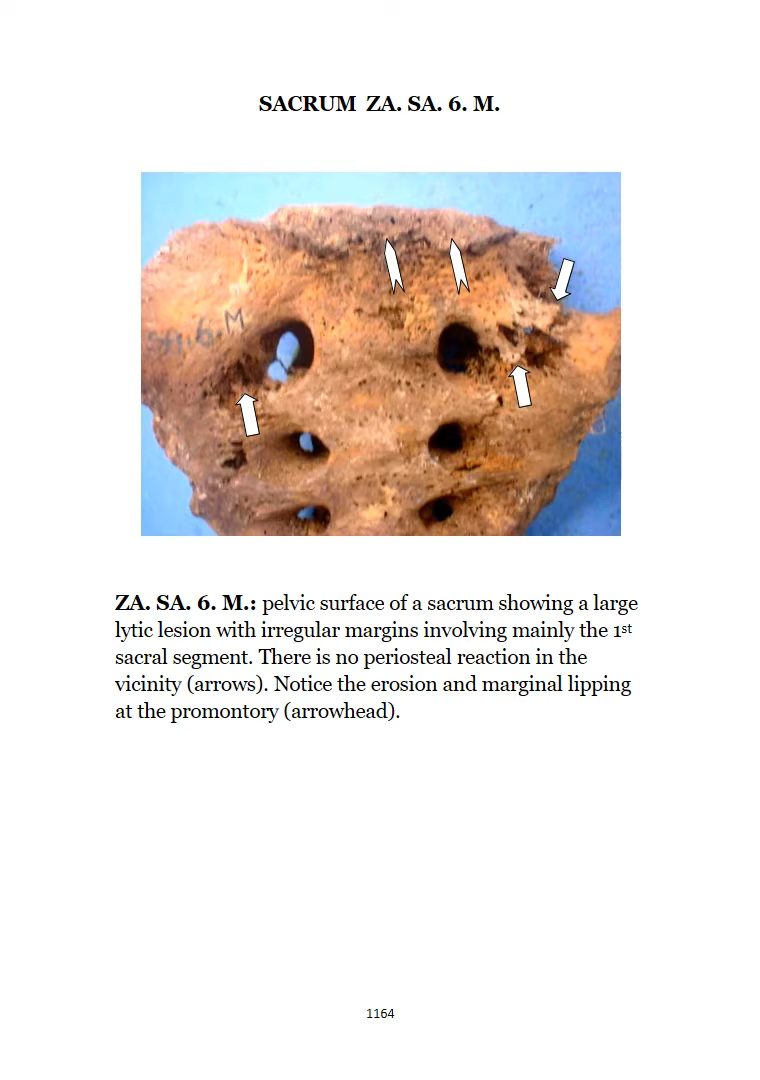 SACRUM ZA. SA. 6. M.
SA. 6. M
ZA. SA. 6. M.: pelvic surface of a sacrum showing a large
lytic lesion with irregular margins involving mainly the 1st
sacral segment. There is no periosteal reaction in the
vicinity (arrows). Notice the erosion and marginal lipping
at the promontory (arrowhead).
1164